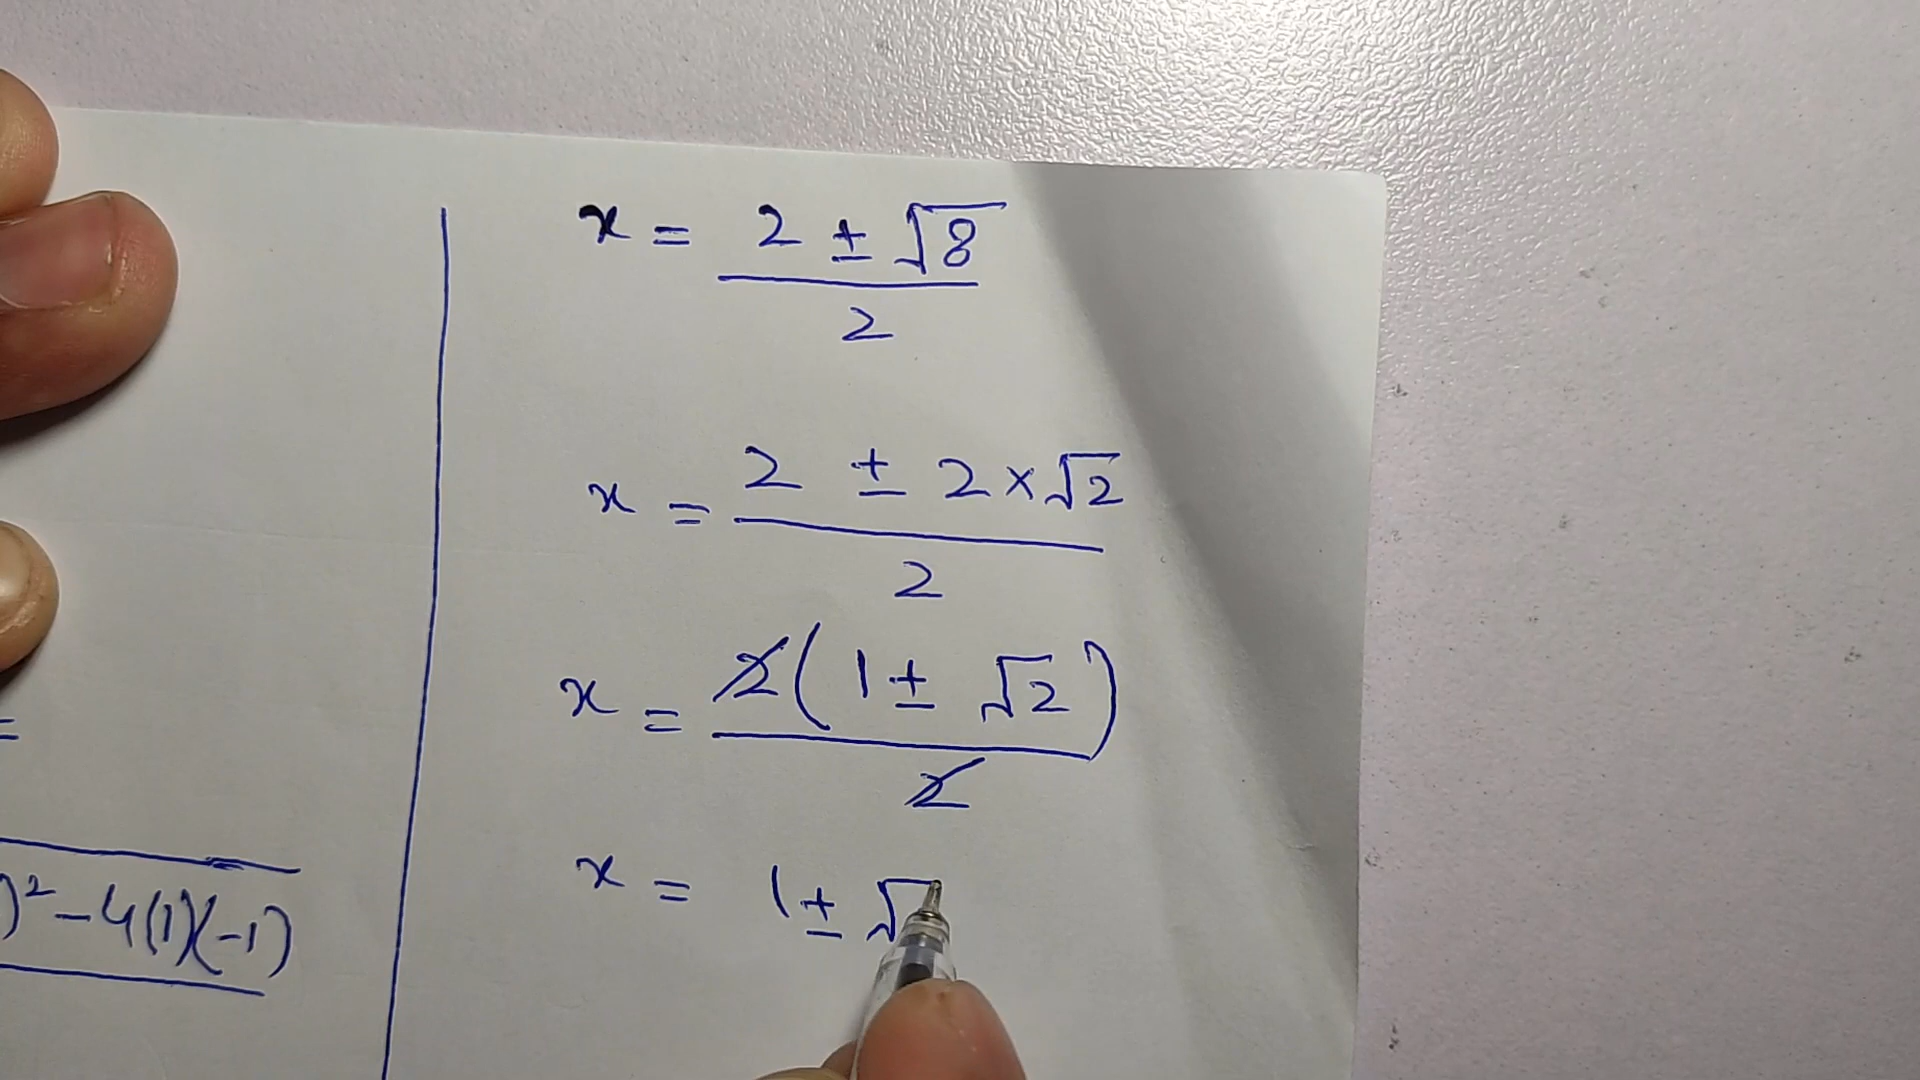 =
)² - 4(1)(-1)
x = 2 ± √8
2
x = 2 ± 2 × √2
2
x = 2(1 ± √2)
2
x = 1 ± √